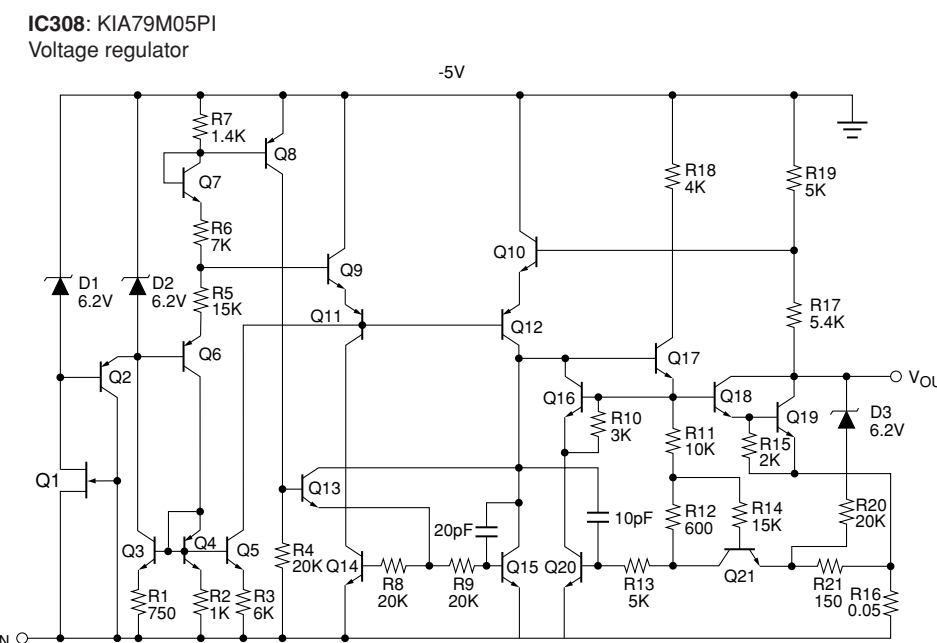 IC308: KIA79M05PI
Voltage regulator
-5V
R7
1.4K
Q8
Q7
R18
4K
R19
5K
R6
7K
Q10
Q9
D1
6.2V
D2
6.2V
R5
15K
R17
5.4K
Q11
Q12
Q6
Q17
Q2
Q16
Q18
VOU
R10
3K
Q19
D3
6.2V
R11
10K
R15
2K
Q1
Q13
20pF
10pF
R12
600
R14
15K
R20
20K
Q3
Q4
Q5
R4
20K
Q14
R8
20K
R9
20K
Q15
Q20
R13
5K
Q21
R21
150
R16
0.05
R1
750
R2
1K
R3
6K
N